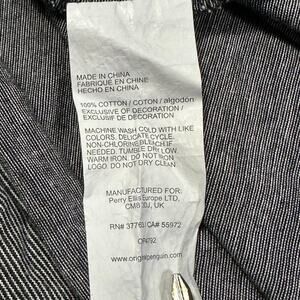 MADE IN CHINA
FABRIQUÉ EN CHINE
HECHO EN CHINA
100% COTTON / COTON / algodon
EXCLUSIVE OF DECORATION /
EXCLUSIF DE DECORATION
MACHINE WASH COLD WITH LIKE
COLORS. DELICATE CYCLE.
NON-CHLORINE BLEACH IF
NEEDED. TUMBLE DRY LOW
WARM IRON. DO NOT IRON
LOGO. DO NOT DRY CLEAN
MANUFACTURED FOR:
Perry Ellis Europe LTD,
CM8 3DJ, UK
RN# CA# 55972
www.originalpenguin.com